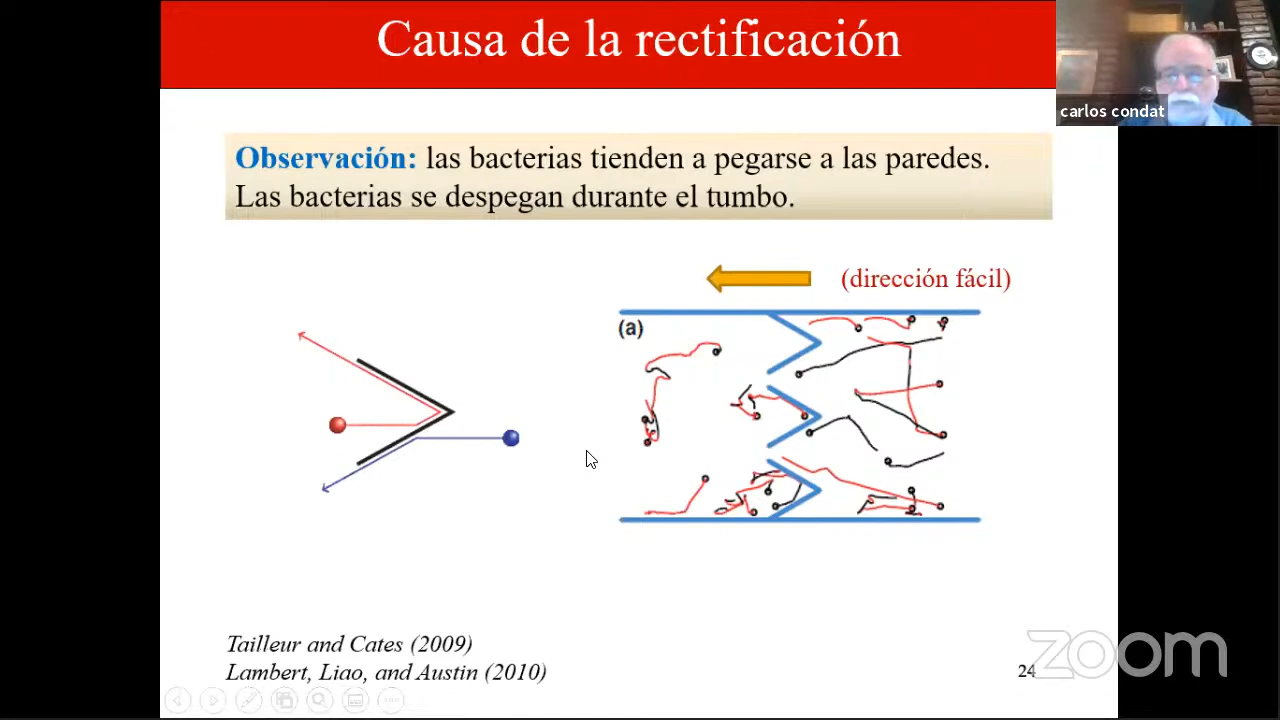 Causa de la rectificación
carlos condat
Observación: las bacterias tienden a pegarse a las paredes.
Las bacterias se despegan durante el tumbo.
(dirección fácil)
(a)
Tailleur and Cates (2009)
Lambert, Liao, and Austin (2010)
24
zoom